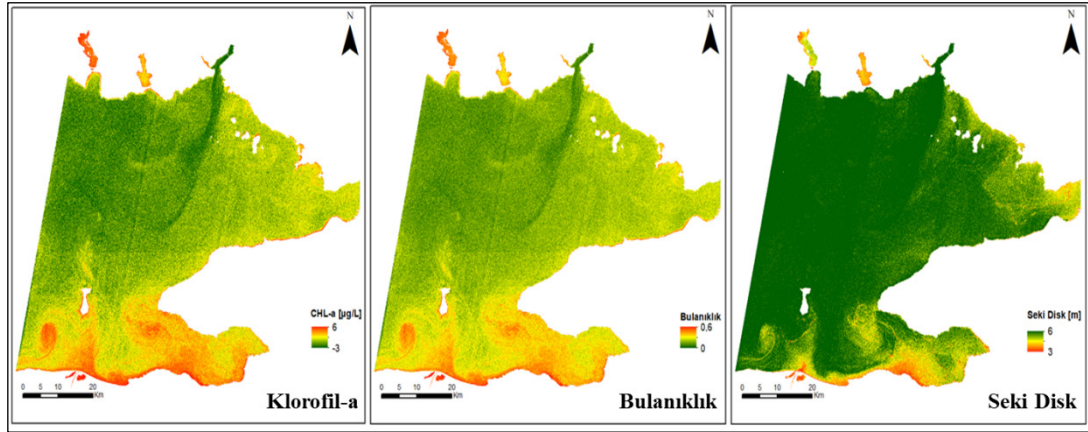 N
CHL-a [µg/L]
6
-3
0 5 10 20
Km
Klorofil-a
N
Bulanıklık
0,6
0
0 5 10 20
Km
Bulanıklık
N
Seki Disk [m]
6
3
0 5 10 20
Km
Seki Disk